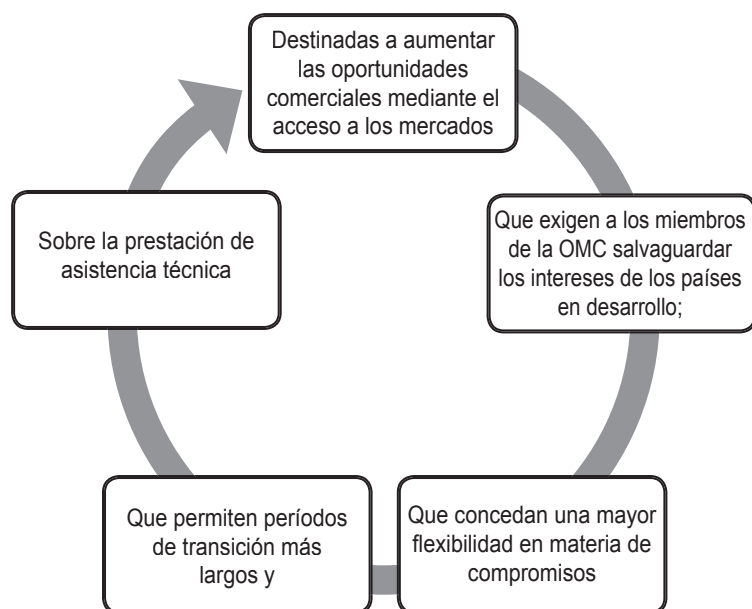 Destinadas a aumentar
las oportunidades
comerciales mediante el
acceso a los mercados
Que exigen a los miembros
de la OMC salvaguardar
los intereses de los países
en desarrollo;
Que concedan una mayor
flexibilidad en materia de
compromisos
Que permiten períodos
de transición más
largos y
Sobre la prestación de
asistencia técnica